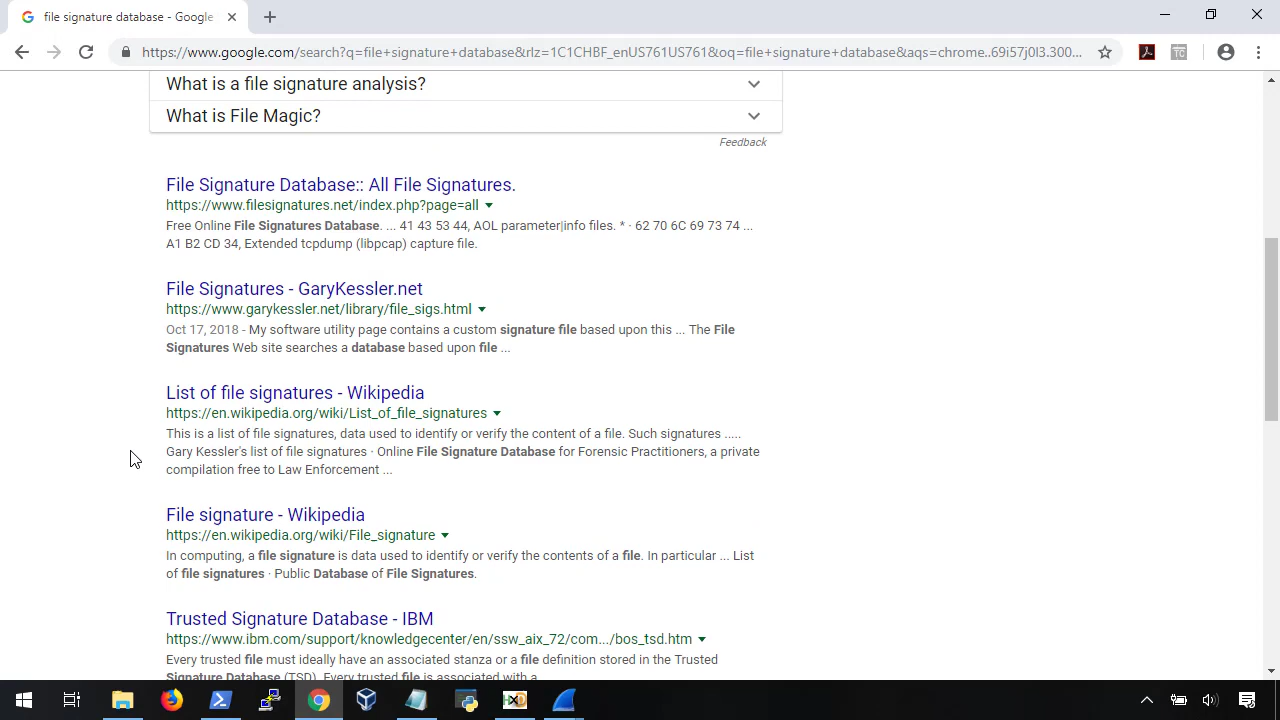 file signature database - Google
https://www.google.com/search?q=file+signature+database&rlz=1C1CHBF_enUS761US761&oq=file+signature+database&aqs=chrome..69i57j0l3.300...
What is a file signature analysis?
What is File Magic?
Feedback
File Signature Database:: All File Signatures.
https://www.filesignatures.net/index.php?page=all
Free Online File Signatures Database. ... 41 43 53 44, AOL parameter|info files. * · 62 70 6C 69 73 74 ...
A1 B2 CD 34, Extended tcpdump (libpcap) capture file.
File Signatures - GaryKessler.net
https://www.garykessler.net/library/file_sigs.html
Oct 17, 2018 - My software utility page contains a custom signature file based upon this ... The File
Signatures Web site searches a database based upon file ...
List of file signatures - Wikipedia
https://en.wikipedia.org/wiki/List_of_file_signatures
This is a list of file signatures, data used to identify or verify the content of a file. Such signatures .....
Gary Kessler's list of file signatures · Online File Signature Database for Forensic Practitioners, a private
compilation free to Law Enforcement ...
File signature - Wikipedia
https://en.wikipedia.org/wiki/File_signature
In computing, a file signature is data used to identify or verify the contents of a file. In particular ... List
of file signatures · Public Database of File Signatures.
Trusted Signature Database - IBM
https://www.ibm.com/support/knowledgecenter/en/ssw_aix_72/com.../bos_tsd.htm
Every trusted file must ideally have an associated stanza or a file definition stored in the Trusted
Signature Database (TSD). Every trusted file is associated with a